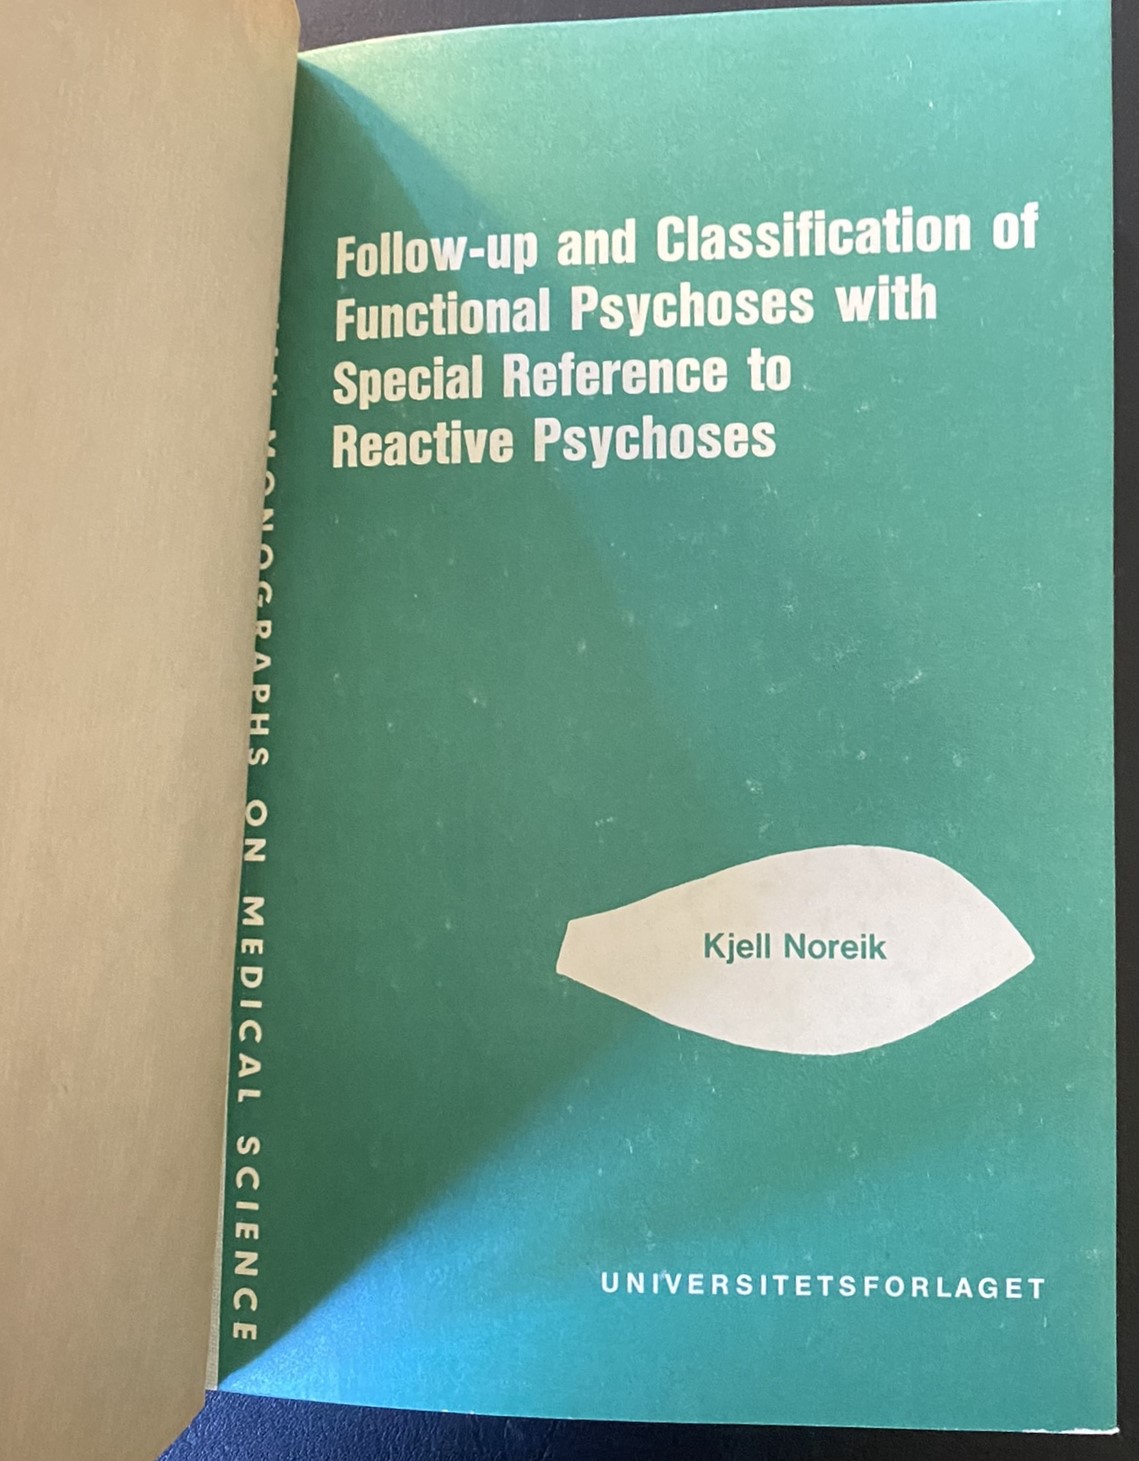 Follow-up and Classification of
Functional Psychoses with
Special Reference to
Reactive Psychoses
Kjell Noreik
UNIVERSITETSFORLAGET
MONOGRAPHS ON MEDICAL SCIENCE